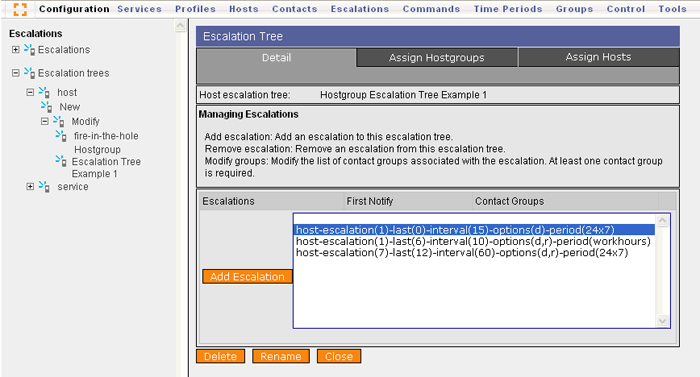 Configuration Services Profiles Hosts Contacts Escalations Commands Time Periods Groups Control Tools
Escalations
Escalations
Escalation trees
host
New
Modify
fire-in-the-hole
Hostgroup
Escalation Tree
Example 1
service
Escalation Tree
Detail Assign Hostgroups Assign Hosts
Host escalation tree: Hostgroup Escalation Tree Example 1
Managing Escalations
Add escalation: Add an escalation to this escalation tree.
Remove escalation: Remove an escalation from this escalation tree.
Modify groups: Modify the list of contact groups associated with the escalation. At least one contact group
is required.
Escalations First Notify Contact Groups
host-escalation(1)-last(0)-interval(15)-options(d)-period(24x7)
host-escalation(1)-last(6)-interval(10)-options(d,r)-period(workhours)
host-escalation(7)-last(12)-interval(60)-options(d,r)-period(24x7)
Add Escalation
Delete Rename Close